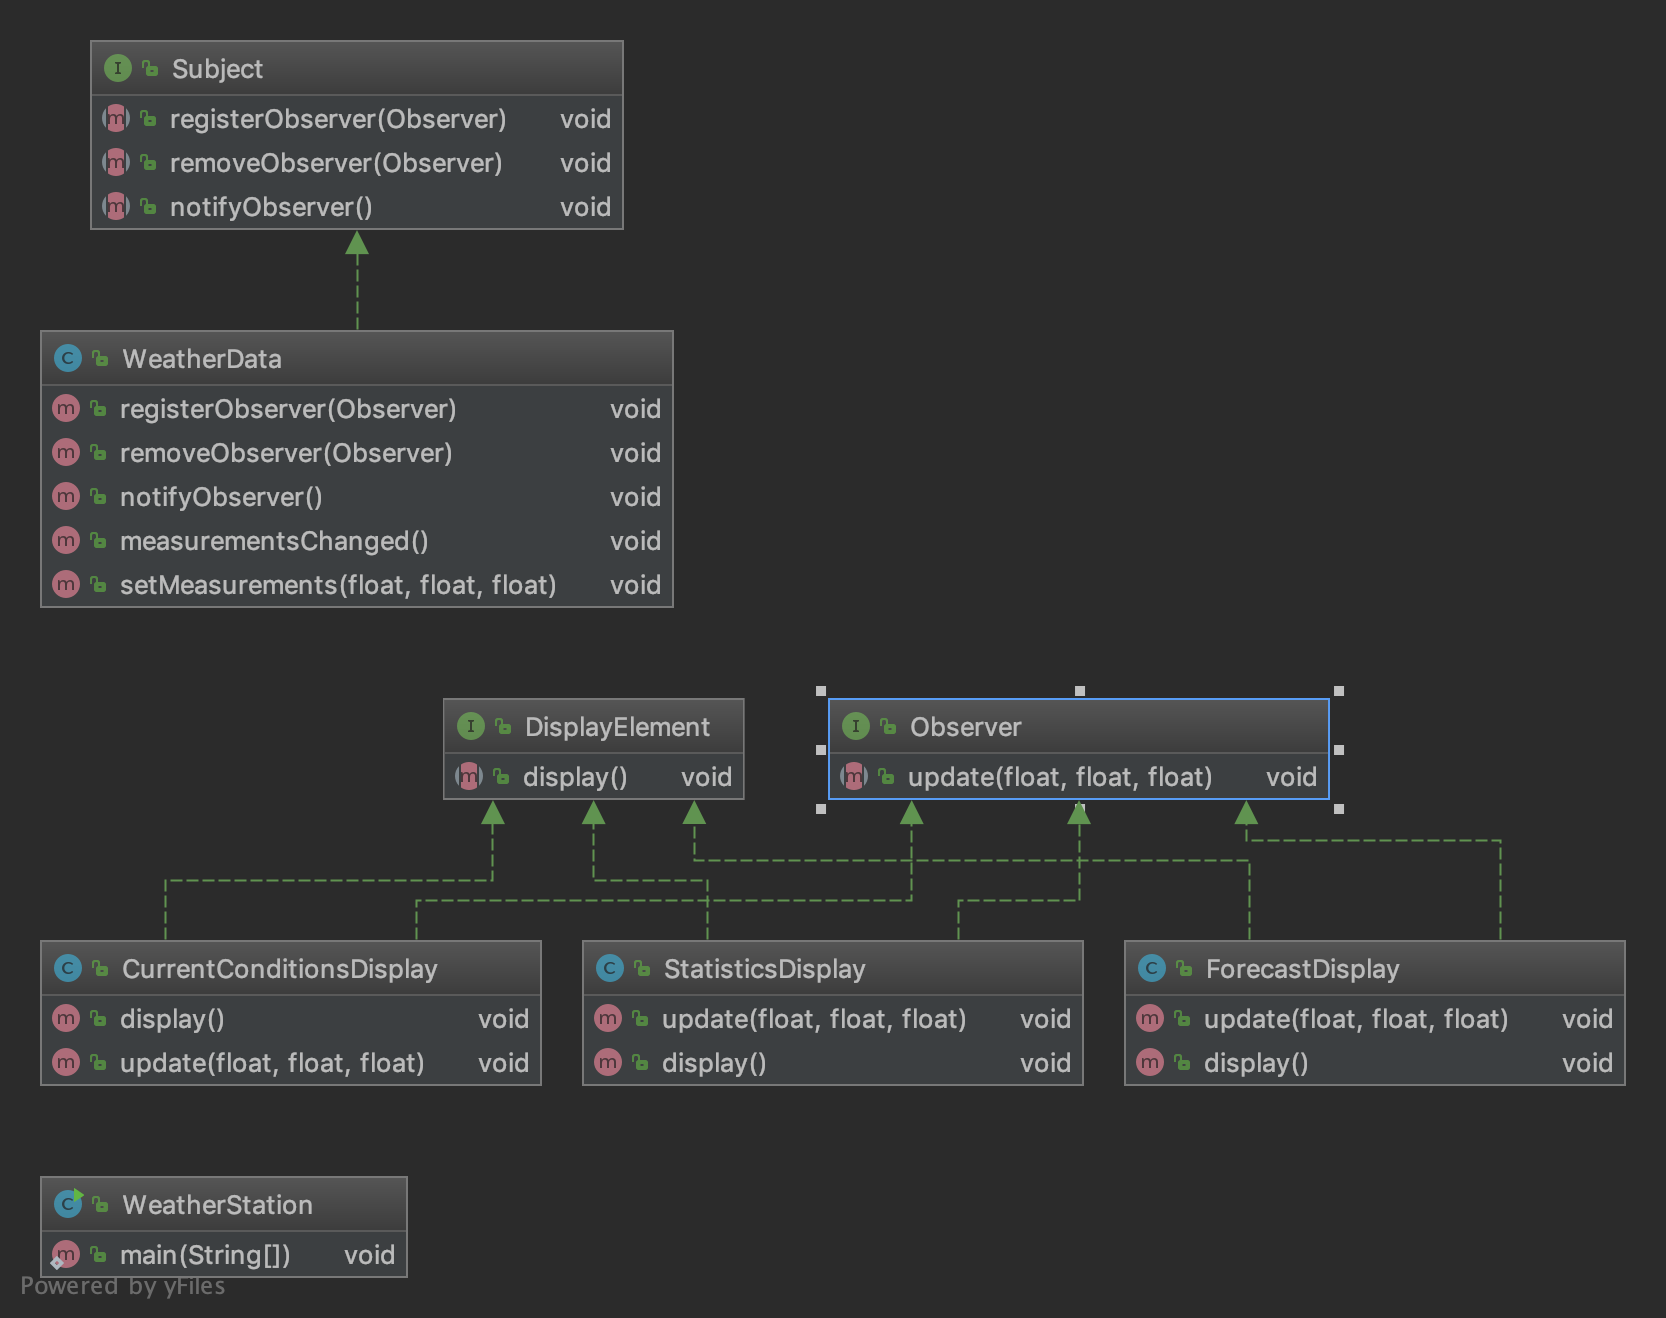 I Subject
m registerObserver(Observer) void
m removeObserver(Observer) void
m notifyObserver() void
C WeatherData
m registerObserver(Observer) void
m removeObserver(Observer) void
m notifyObserver() void
m measurementsChanged() void
m setMeasurements(float, float, float) void
I DisplayElement
m display() void
I Observer
m update(float, float, float) void
C CurrentConditionsDisplay
m display() void
m update(float, float, float) void
C StatisticsDisplay
m update(float, float, float) void
m display() void
C ForecastDisplay
m update(float, float, float) void
m display() void
C WeatherStation
m main(String[]) void
Powered by yFiles